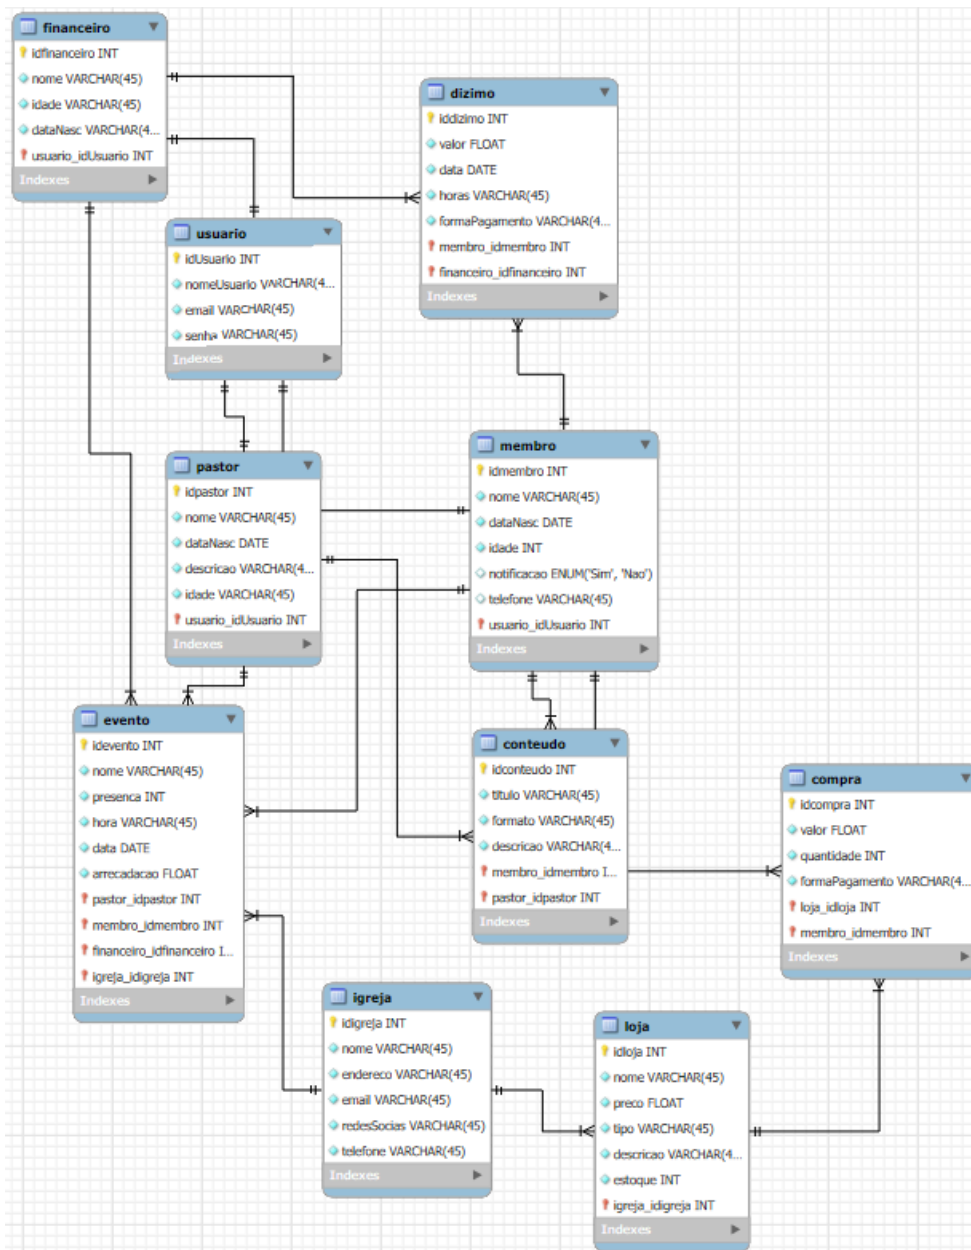 financeiro
idfinanceiro INT
nome VARCHAR(45)
idade VARCHAR(45)
dataNasc VARCHAR(4...
usuario_idUsuario INT
Indexes
dizimo
iddizimo INT
valor FLOAT
data DATE
horas VARCHAR(45)
formaPagamento VARCHAR(4...
membro_idmembro INT
financeiro_idfinanceiro INT
Indexes
usuario
idUsuario INT
nomeUsuario VARCHAR(4...
email VARCHAR(45)
senha VARCHAR(45)
Indexes
pastor
idpastor INT
nome VARCHAR(45)
dataNasc DATE
descricao VARCHAR(4...
idade VARCHAR(45)
usuario_idUsuario INT
Indexes
membro
idmembro INT
nome VARCHAR(45)
dataNasc DATE
idade INT
notificacao ENUM('Sim', 'Nao')
telefone VARCHAR(45)
usuario_idUsuario INT
Indexes
evento
idevento INT
nome VARCHAR(45)
presenca INT
hora VARCHAR(45)
data DATE
arrecadacao FLOAT
pastor_idpastor INT
membro_idmembro INT
financeiro_idfinanceiro I...
igreja_idigreja INT
Indexes
conteudo
idconteudo INT
titulo VARCHAR(45)
formato VARCHAR(45)
descricao VARCHAR(4...
membro_idmembro I...
pastor_idpastor INT
Indexes
compra
idcompra INT
valor FLOAT
quantidade INT
formaPagamento VARCHAR(4...
loja_idloja INT
membro_idmembro INT
Indexes
igreja
idigreja INT
nome VARCHAR(45)
endereco VARCHAR(45)
email VARCHAR(45)
redesSocias VARCHAR(45)
telefone VARCHAR(45)
Indexes
loja
idloja INT
nome VARCHAR(45)
preco FLOAT
tipo VARCHAR(45)
descricao VARCHAR(4...
estoque INT
igreja_idigreja INT
Indexes